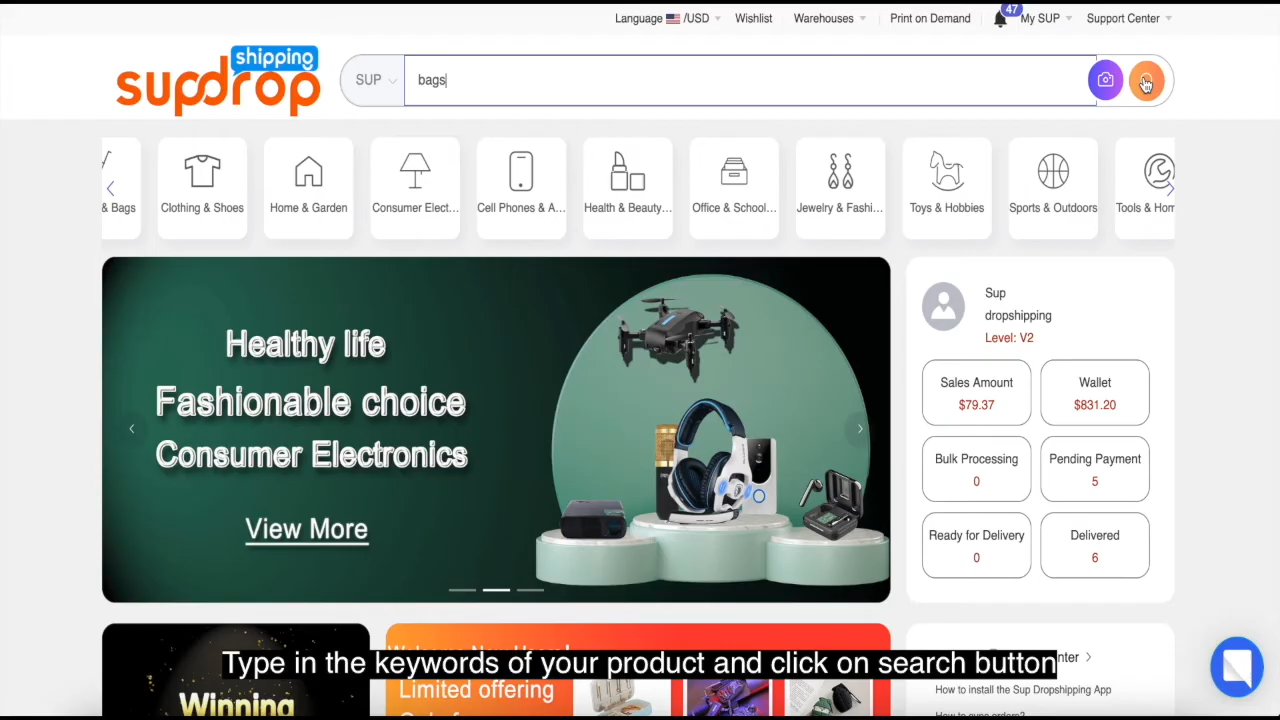 Language /USD Wishlist Warehouses Print on Demand 47 My SUP Support Center
shipping
supdrop
SUP bags
& Bags
Clothing & Shoes
Home & Garden
Consumer Elect...
Cell Phones & A...
Health & Beauty...
Office & School...
Jewelry & Fashi...
Toys & Hobbies
Sports & Outdoors
Tools & Hom
Healthy life
Fashionable choice
Consumer Electronics
View More
Sup
dropshipping
Level: V2
Sales Amount
$79.37
Wallet
$831.20
Bulk Processing
0
Pending Payment
5
Ready for Delivery
0
Delivered
6
Type in the keywords of your product and click on search button
Winning
Limited offering
nter
How to install the Sup Dropshipping App